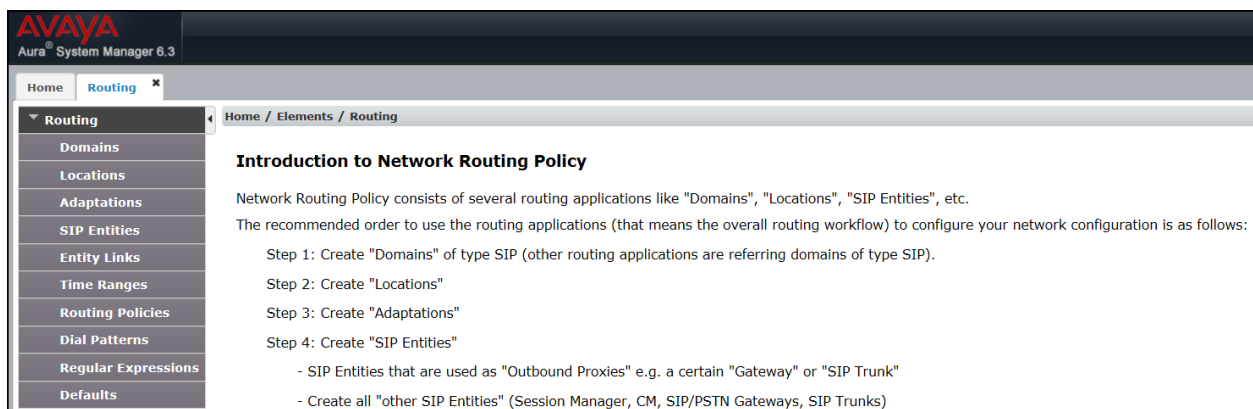 AVAYA
Aura® System Manager 6.3
Home
Routing ×
Routing
Domains
Locations
Adaptations
SIP Entities
Entity Links
Time Ranges
Routing Policies
Dial Patterns
Regular Expressions
Defaults
Home / Elements / Routing
Introduction to Network Routing Policy
Network Routing Policy consists of several routing applications like "Domains", "Locations", "SIP Entities", etc.
The recommended order to use the routing applications (that means the overall routing workflow) to configure your network configuration is as follows:
Step 1: Create "Domains" of type SIP (other routing applications are referring domains of type SIP).
Step 2: Create "Locations"
Step 3: Create "Adaptations"
Step 4: Create "SIP Entities"
- SIP Entities that are used as "Outbound Proxies" e.g. a certain "Gateway" or "SIP Trunk"
- Create all "other SIP Entities" (Session Manager, CM, SIP/PSTN Gateways, SIP Trunks)